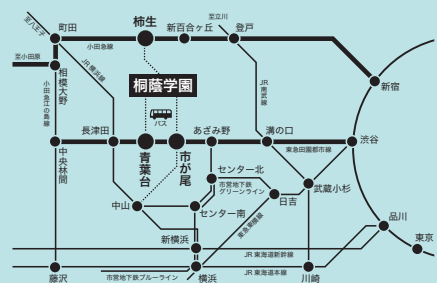 至八王子
町田
柿生
新百合ヶ丘
至立川
登戸
小田急線
至小田原
相模大野
JR横浜線
桐蔭学園
JR南武線
新宿
小田急江の島線
バス
長津田
あざみ野
溝の口
渋谷
東急田園都市線
中央林間
青葉台
市が尾
センター北
市営地下鉄
グリーンライン
日吉
武蔵小杉
中山
センター南
東急東横線
新横浜
品川
東京
JR 東海道新幹線
JR 東海道本線
藤沢
市営地下鉄ブルーライン
横浜
川崎